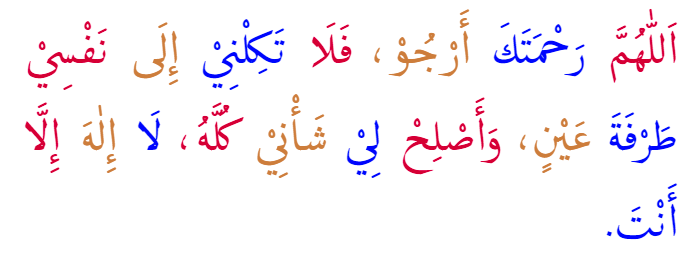 اَللّٰهُمَّ رَحْمَتَكَ أَرْجُوْ، فَلَا تَكِلْنِيْ إِلَى نَفْسِيْ
طَرْفَةَ عَيْنٍ، وَأَصْلِحْ لِيْ شَأْنِيْ كُلَّهُ، لَا إِلٰهَ إِلَّا
أَنْتَ.